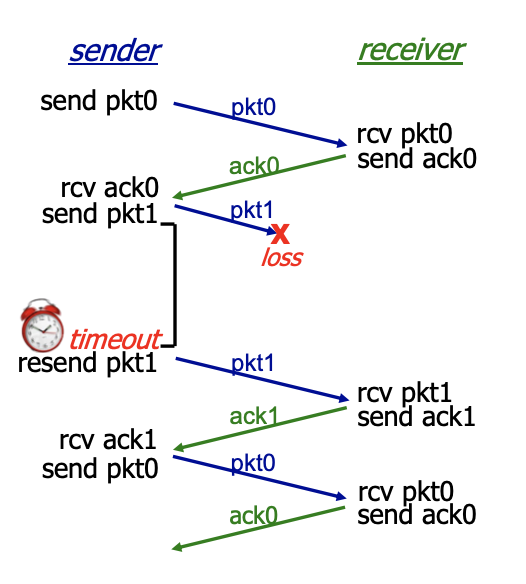 sender
receiver
send pkt0
pkt0
rcv pkt0
send ack0
ack0
rcv ack0
send pkt1
pkt1
X
loss
timeout
resend pkt1
pkt1
rcv pkt1
send ack1
ack1
rcv ack1
send pkt0
pkt0
rcv pkt0
send ack0
ack0